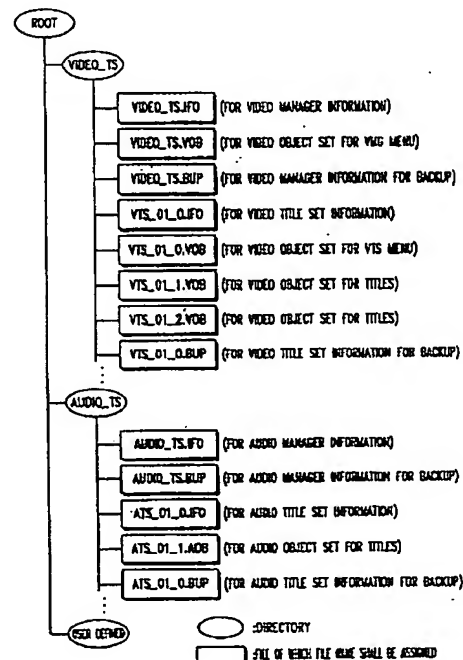 ROOT
VIDEO_TS
VIDEO_TS.IFO (FOR VIDEO MANAGER INFORMATION)
VIDEO_TS.VOB (FOR VIDEO OBJECT SET FOR VMG MENU)
VIDEO_TS.BUP (FOR VIDEO MANAGER INFORMATION FOR BACKUP)
VTS_01_0.IFO (FOR VIDEO TITLE SET INFORMATION)
VTS_01_0.VOB (FOR VIDEO OBJECT SET FOR VTS MENU)
VTS_01_1.VOB (FOR VIDEO OBJECT SET FOR TITLES)
VTS_01_2.VOB (FOR VIDEO OBJECT SET FOR TITLES)
VTS_01_0.BUP (FOR VIDEO TITLE SET INFORMATION FOR BACKUP)
AUDIO_TS
AUDIO_TS.IFO (FOR AUDIO MANAGER INFORMATION)
AUDIO_TS.BUP (FOR AUDIO MANAGER INFORMATION FOR BACKUP)
ATS_01_0.IFO (FOR AUDIO TITLE SET INFORMATION)
ATS_01_1.AOB (FOR AUDIO OBJECT SET FOR TITLES)
ATS_01_0.BUP (FOR AUDIO TITLE SET INFORMATION FOR BACKUP)
USER DEFINED
:DIRECTORY
:FILE OF WHICH FILE NAME SHALL BE ASSIGNED